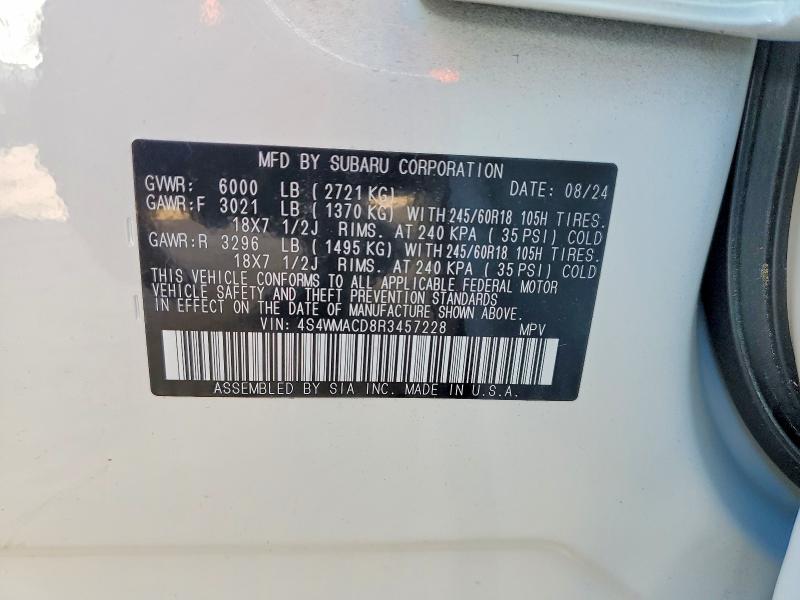 MFD BY SUBARU CORPORATION
GVWR: 6000 LB ( 2721 KG) DATE: 08/24
GAWR:F 3021 LB ( 1370 KG) WITH 245/60R18 105H TIRES.
18X7 1/2J RIMS. AT 240 KPA ( 35 PSI) COLD
GAWR:R 3296 LB ( 1495 KG) WITH 245/60R18 105H TIRES.
18X7 1/2J RIMS. AT 240 KPA ( 35 PSI) COLD
THIS VEHICLE CONFORMS TO ALL APPLICABLE FEDERAL MOTOR
VEHICLE SAFETY AND THEFT PREVENTION STANDARDS
IN EFFECT ON THE DATE OF MANUFACTURE SHOWN ABOVE.
VIN: 4S4WMACD8R3457228 MPV
ASSEMBLED BY SIA INC. MADE IN U.S.A.